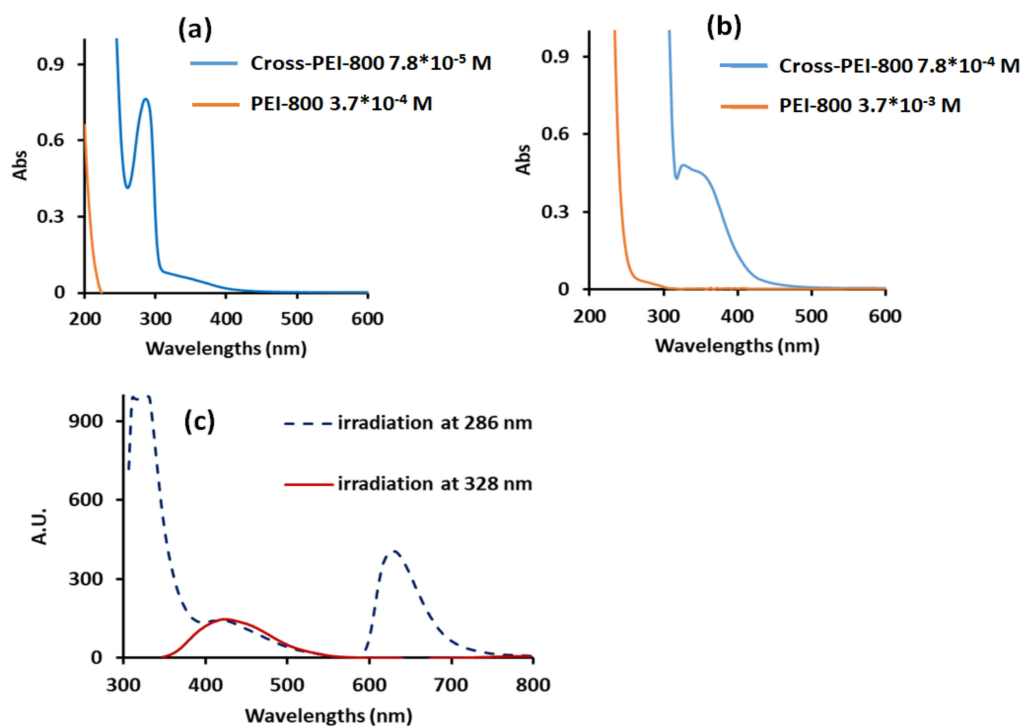 (a)
Cross-PEI-800 7.8*10⁻⁵ M
PEI-800 3.7*10⁻⁴ M
Abs
0.9
0.6
0.3
0
200 300 400 500 600
Wavelengths (nm)
(b)
Cross-PEI-800 7.8*10⁻⁴ M
PEI-800 3.7*10⁻³ M
Abs
0.9
0.6
0.3
0
200 300 400 500 600
Wavelengths (nm)
(c)
irradiation at 286 nm
irradiation at 328 nm
A.U.
900
600
300
0
300 400 500 600 700 800
Wavelengths (nm)